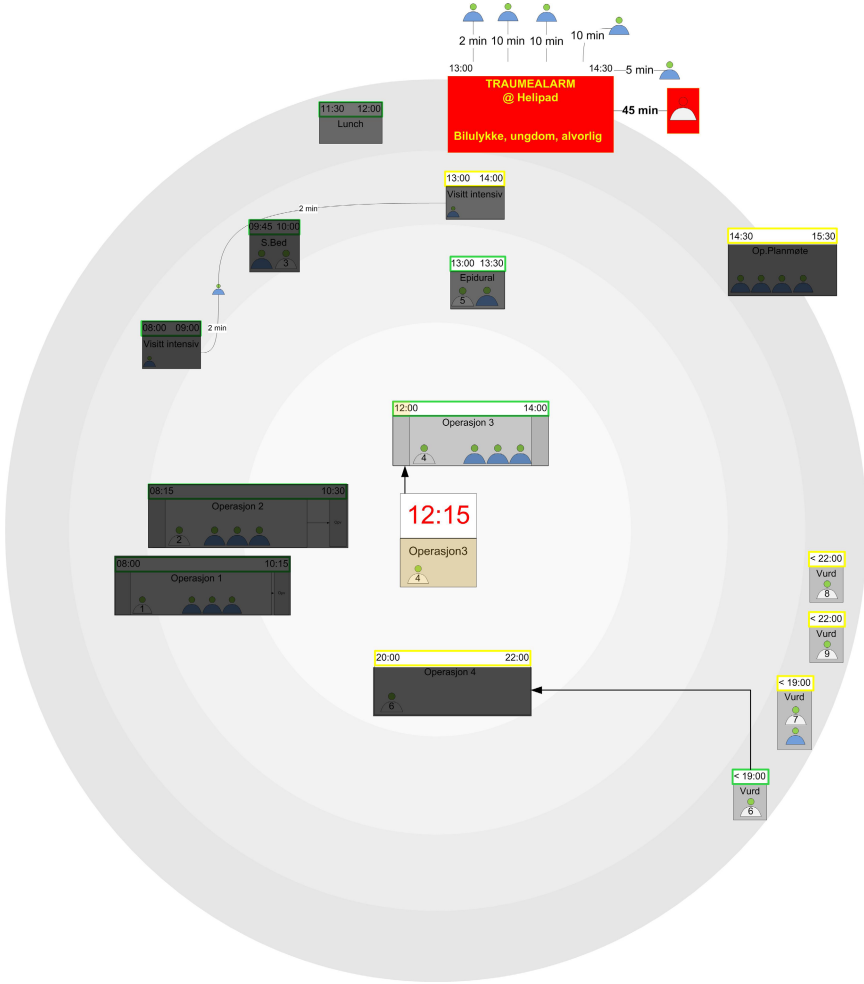 2 min 10 min 10 min 10 min
13:00 14:30 5 min
TRAUMEALARM
@ Helipad
Bilulykke, ungdom, alvorlig
45 min
11:30 12:00
Lunch
13:00 14:00
Visitt intensiv
2 min
09:45 10:00
S.Bed
3
14:30 15:30
Op.Planmøte
13:00 13:30
Epidural
5
08:00 09:00
Visitt intensiv
2 min
12:00 14:00
Operasjon 3
4
08:15 10:30
Operasjon 2
2
12:15
Operasjon3
4
08:00 10:15
Operasjon 1
1
< 22:00
Vurd
8
< 22:00
Vurd
9
20:00 22:00
Operasjon 4
6
< 19:00
Vurd
7
< 19:00
Vurd
6